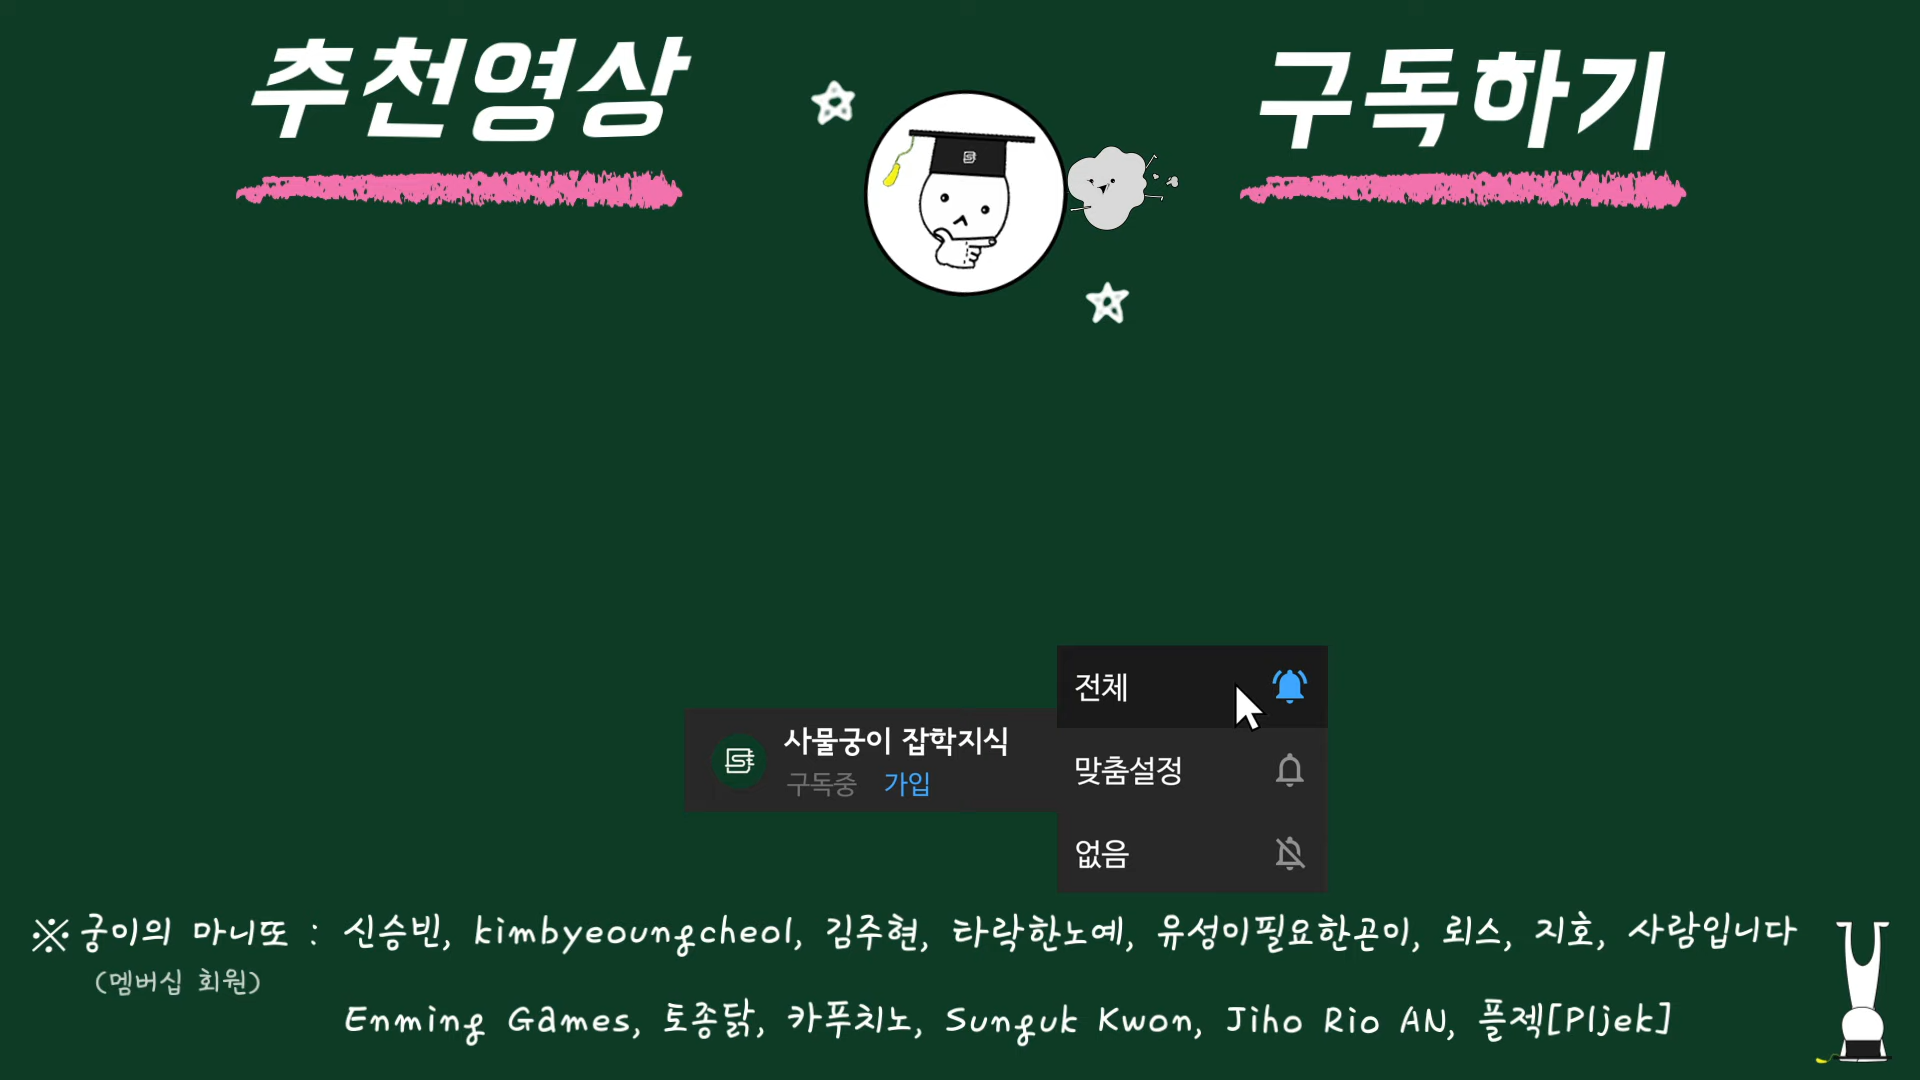 추천영상
구독하기
전체
사물궁이 잡학지식
구독중 가입
맞춤설정
없음
※ 궁이의 마니또 : 신승빈, kimbyeoungcheol, 김주현, 타락한노예, 유성이필요한곤이, 뢰스, 지호, 사람입니다
(멤버십 회원)
Enming Games, 토종닭, 카푸치노, Sunguk Kwon, Jiho Rio AN, 플젝[Pljek]